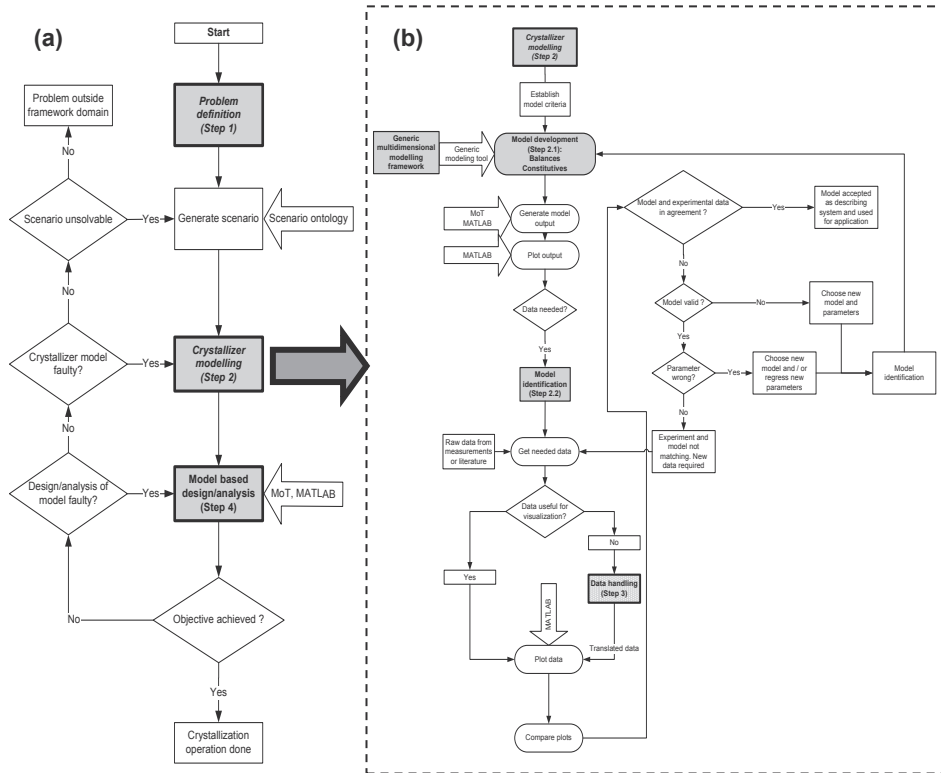 (a)
Start
Problem
definition
(Step 1)
Problem outside
framework domain
No
Scenario unsolvable
Yes
Generate scenario
Scenario ontology
No
Crystallizer model
faulty?
Yes
Crystallizer
modelling
(Step 2)
No
Design/analysis of
model faulty?
Yes
Model based
design/analysis
(Step 4)
MoT, MATLAB
No
Objective achieved ?
Yes
Crystallization
operation done
(b)
Crystallizer
modelling
(Step 2)
Establish
model criteria
Generic
multidimensional
modelling
framework
Generic
modeling tool
Model development
(Step 2.1):
Balances
Constitutives
MoT
MATLAB
Generate model
output
MATLAB
Plot output
Data needed?
Yes
Model
identification
(Step 2.2)
Raw data from
measurements
or literature
Get needed data
Data useful for
visualization?
Yes
No
Data handling
(Step 3)
MATLAB
Translated data
Plot data
Compare plots
Model and experimental data
in agreement ?
Yes
Model accepted
as describing
system and used
for application
No
Model valid ?
No
Choose new
model and
parameters
Yes
Parameter
wrong?
Yes
Choose new
model and / or
regress new
parameters
Model
identification
No
Experiment and
model not
matching. New
data required